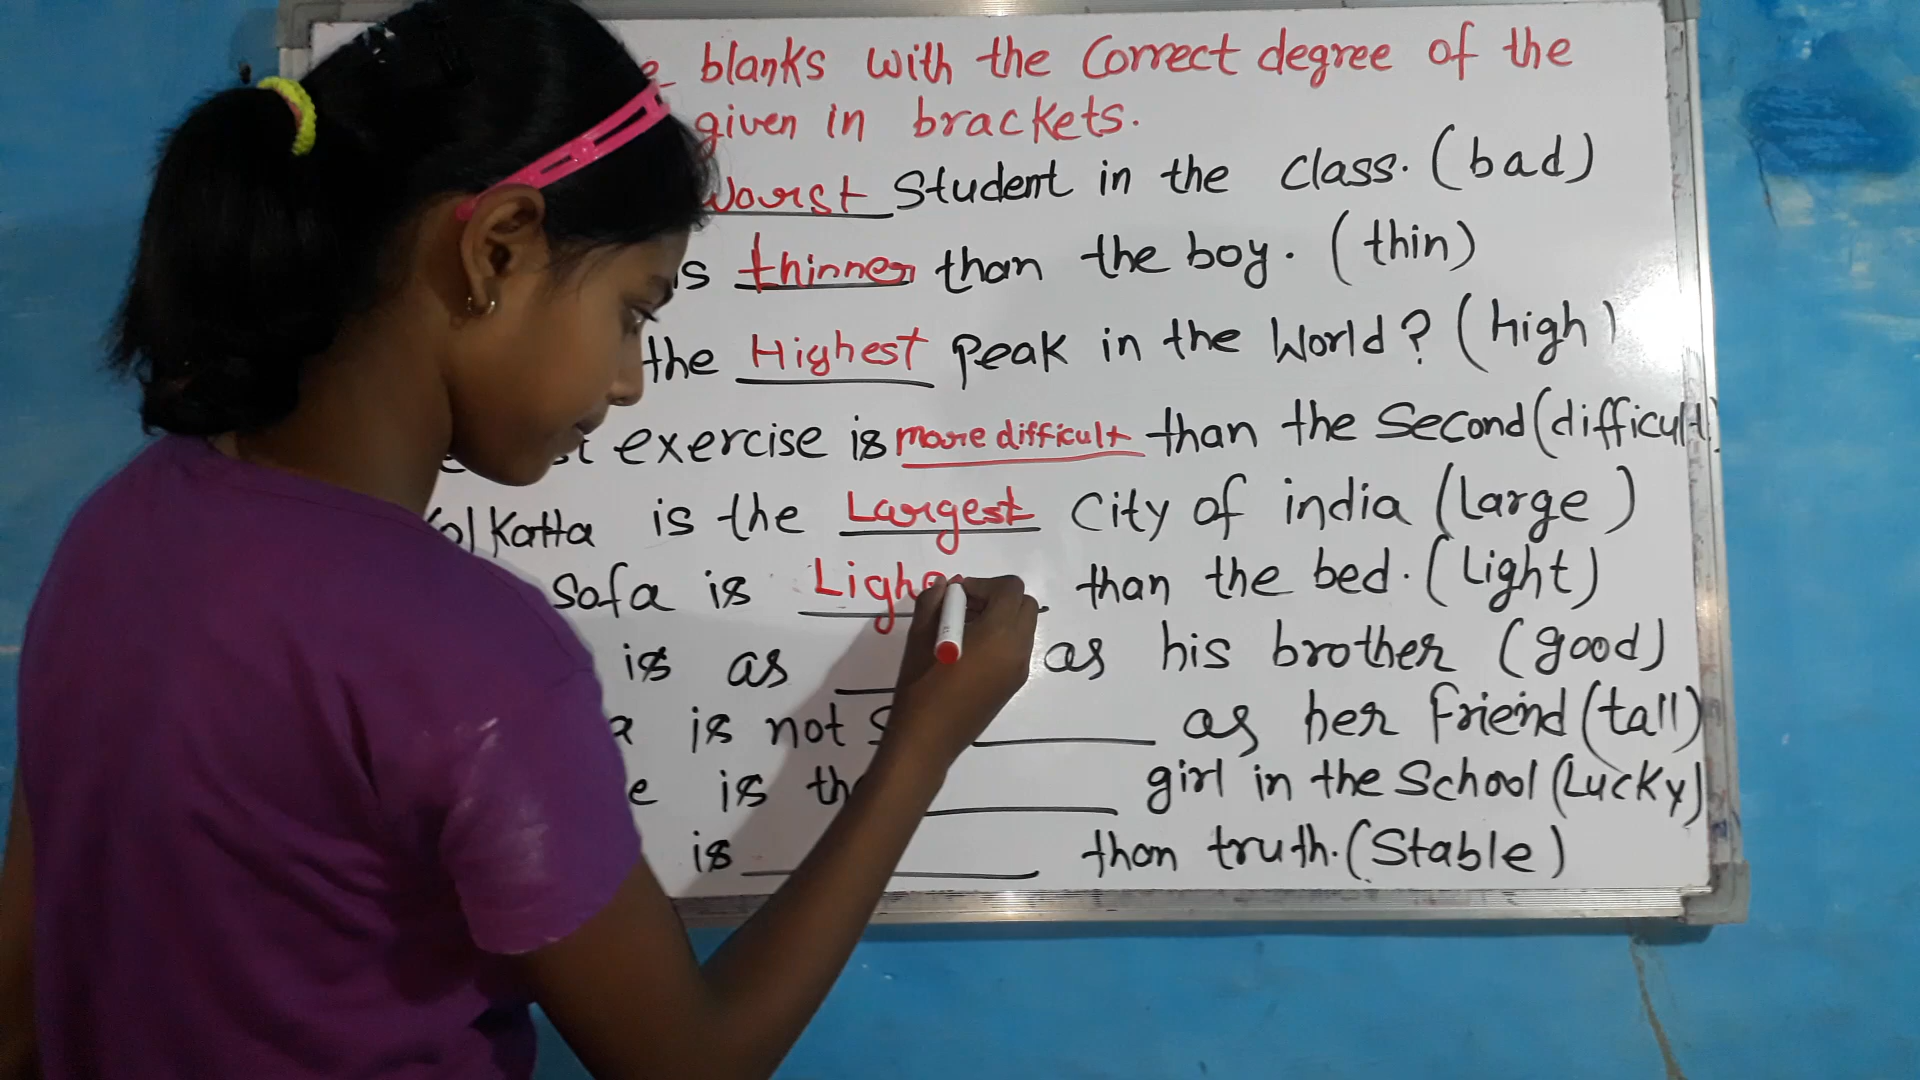 blanks with the Correct degree of the
given in brackets.
Worst Student in the class. (bad)
is thinner than the boy. (thin)
the Highest Peak in the World? (high)
exercise is more difficult than the Second (difficult)
Kolkatta is the Largest City of india (large)
Sofa is Lighe than the bed. (Light)
is as as his brother (good)
is not as her Friend (tall)
is the girl in the School (Lucky)
is than truth. (Stable)